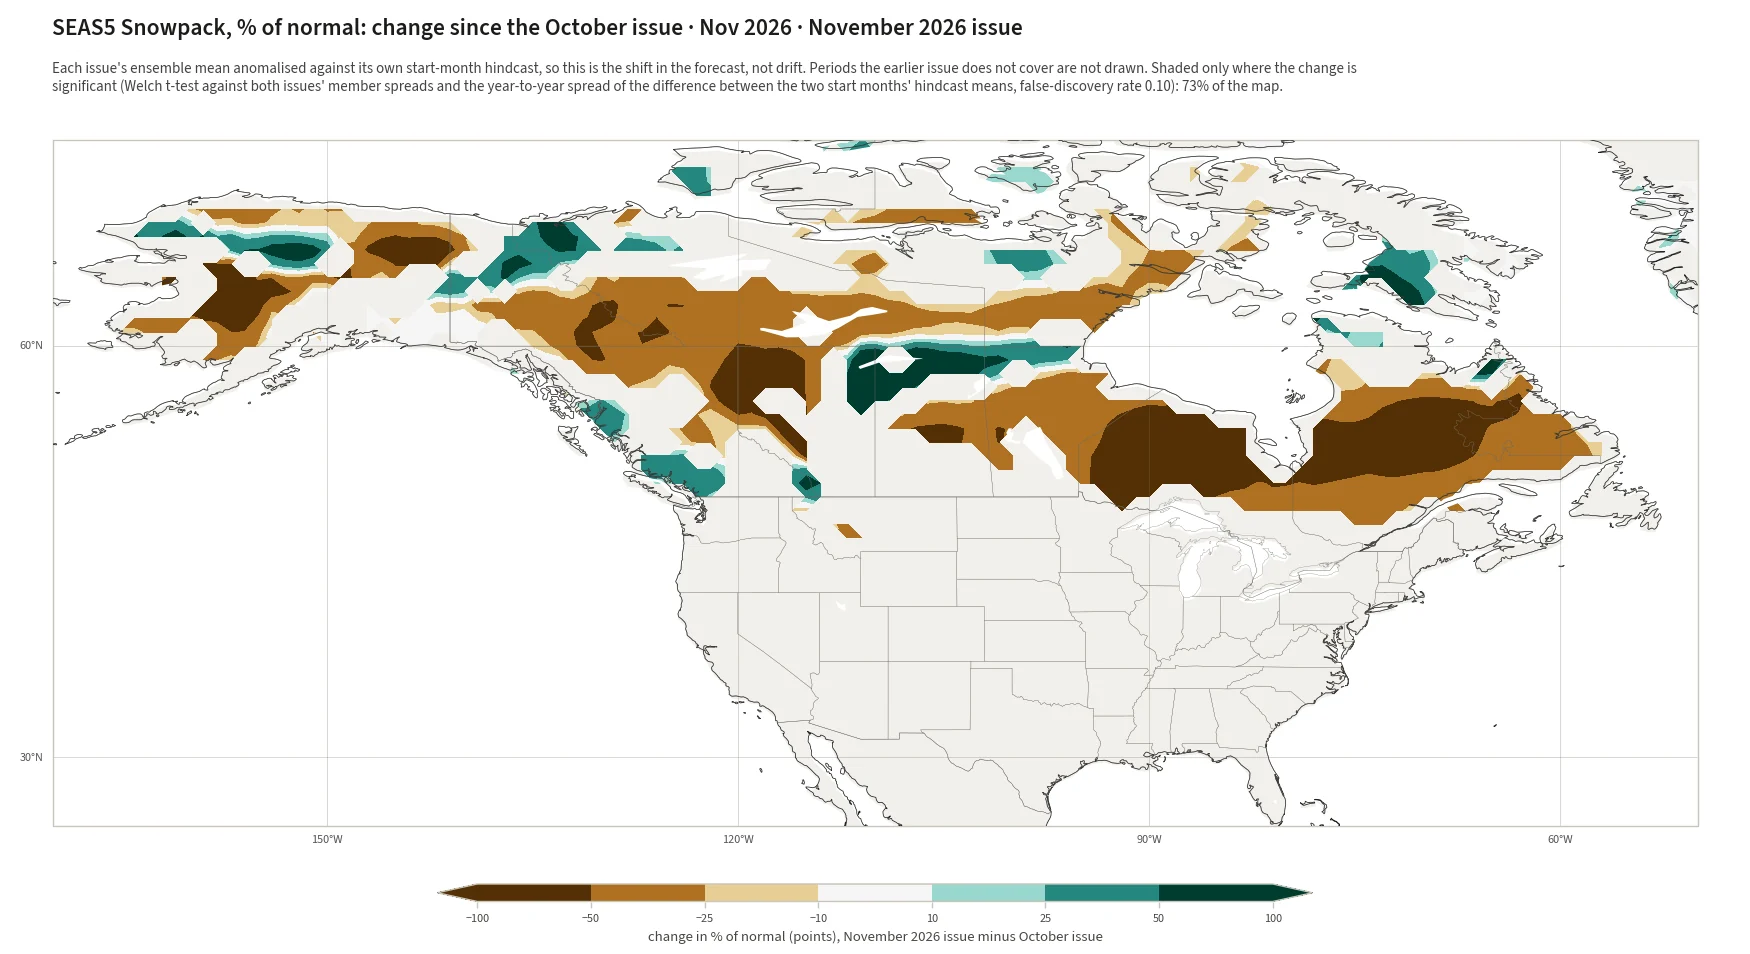 SEAS5 Snowpack, % of normal: change since the October issue · Nov 2026 · November 2026 issue
Each issue's ensemble mean anomalised against its own start-month hindcast, so this is the shift in the forecast, not drift. Periods the earlier issue does not cover are not drawn. Shaded only where the change is
significant (Welch t-test against both issues' member spreads and the year-to-year spread of the difference between the two start months' hindcast means, false-discovery rate 0.10): 73% of the map.
60°N
30°N
150°W 120°W 90°W 60°W
−100 −50 −25 −10 10 25 50 100
change in % of normal (points), November 2026 issue minus October issue